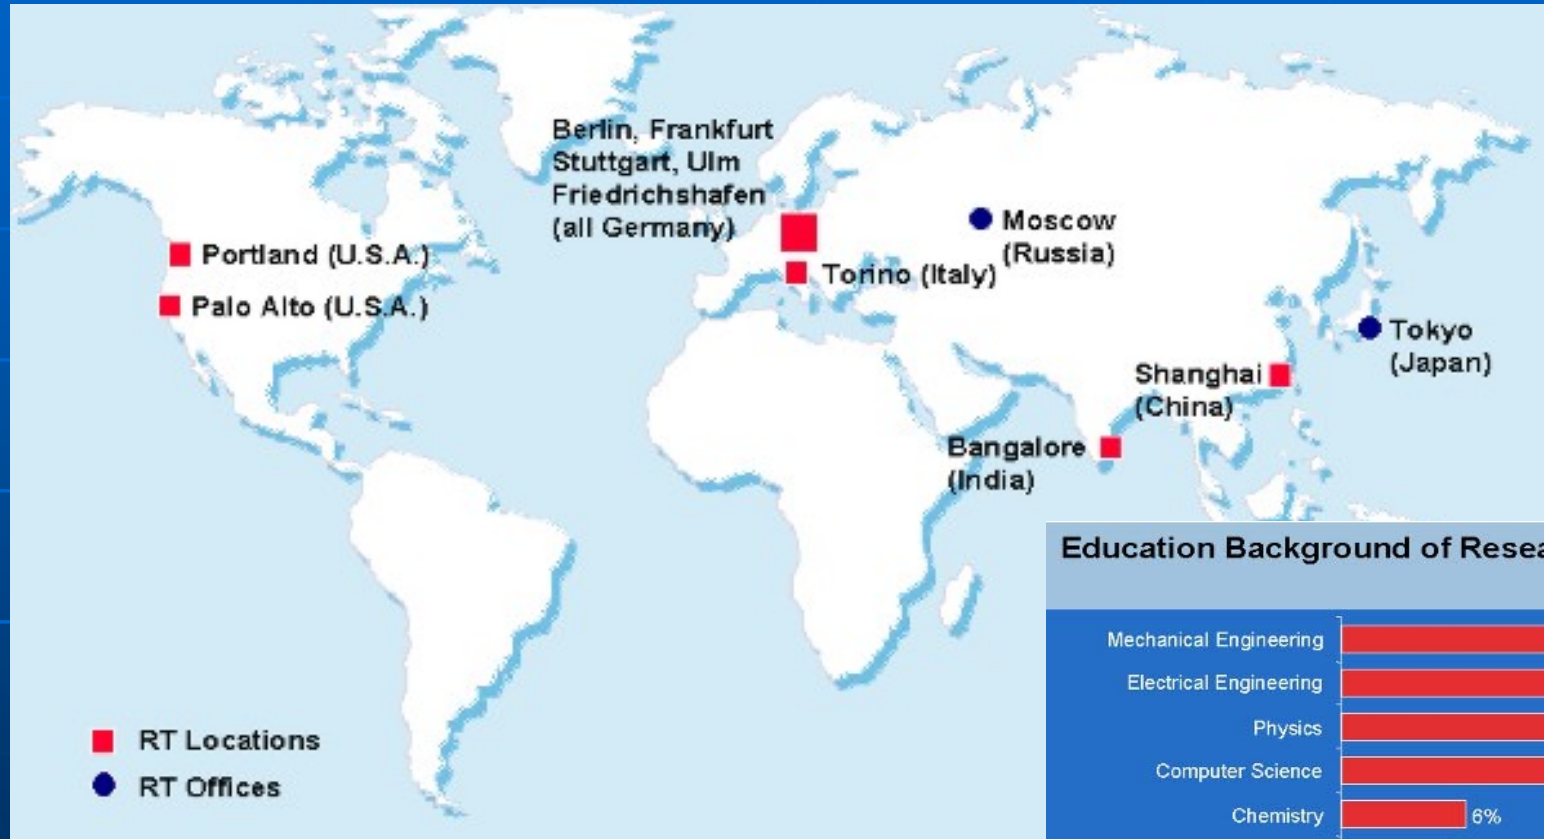 Berlin, Frankfurt
Stuttgart, Ulm
Friedrichshafen
(all Germany)
Moscow
(Russia)
Portland (U.S.A.)
Torino (Italy)
Palo Alto (U.S.A.)
Tokyo
(Japan)
Shanghai
(China)
Bangalore
(India)
RT Locations
RT Offices
Education Background of Resea
Mechanical Engineering
Electrical Engineering
Physics
Computer Science
Chemistry 6%